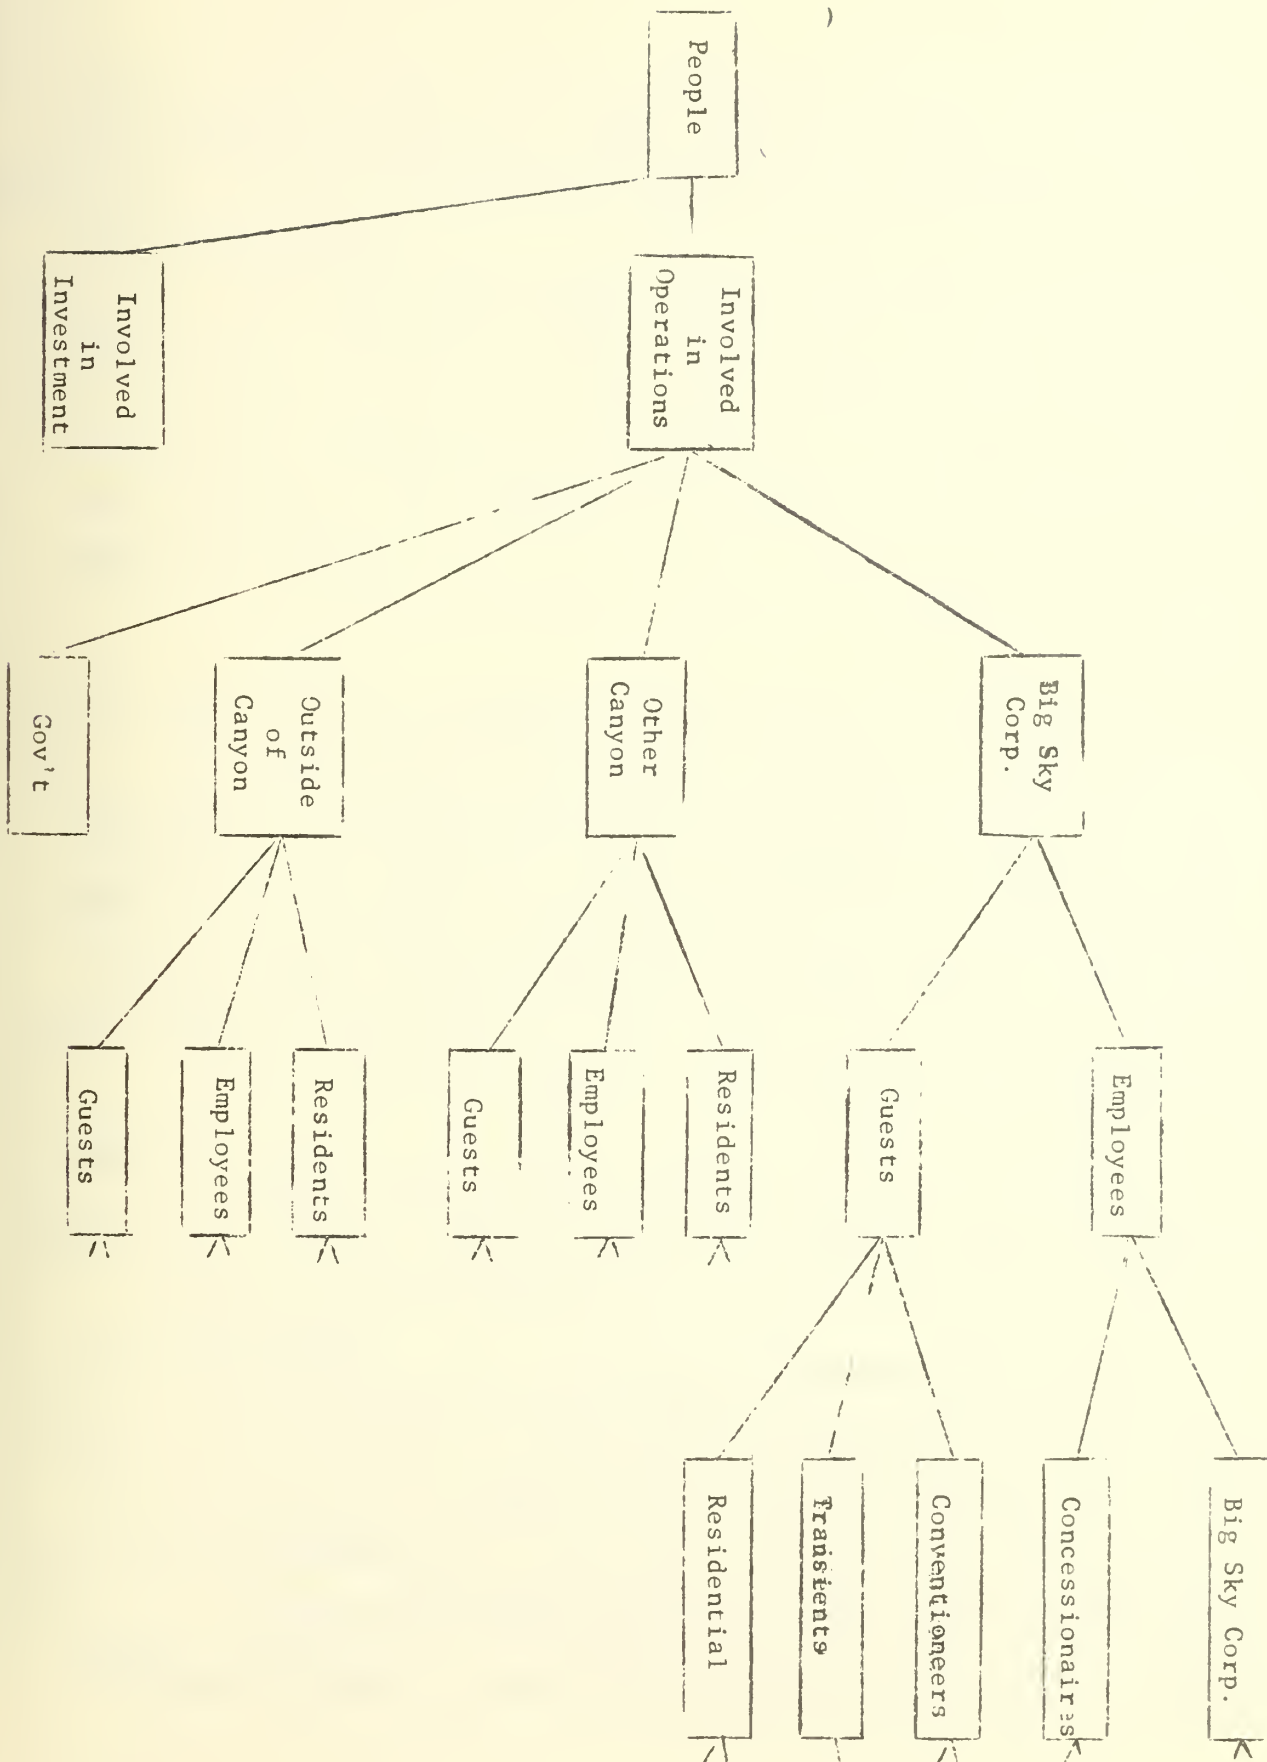 People
Involved
in
Operations
Involved
in
Investment
Big Sky
Corp.
Other
Canyon
Outside
of
Canyon
Gov't
Employees
Guests
Residents
Employees
Guests
Residents
Employees
Guests
Big Sky Corp.
Concessionaires
Conventioneers
Transients
Residential